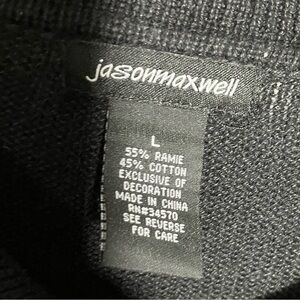 jasonmaxwell
L
55% RAMIE
45% COTTON
EXCLUSIVE OF
DECORATION
MADE IN CHINA
RN#34570
SEE REVERSE
FOR CARE